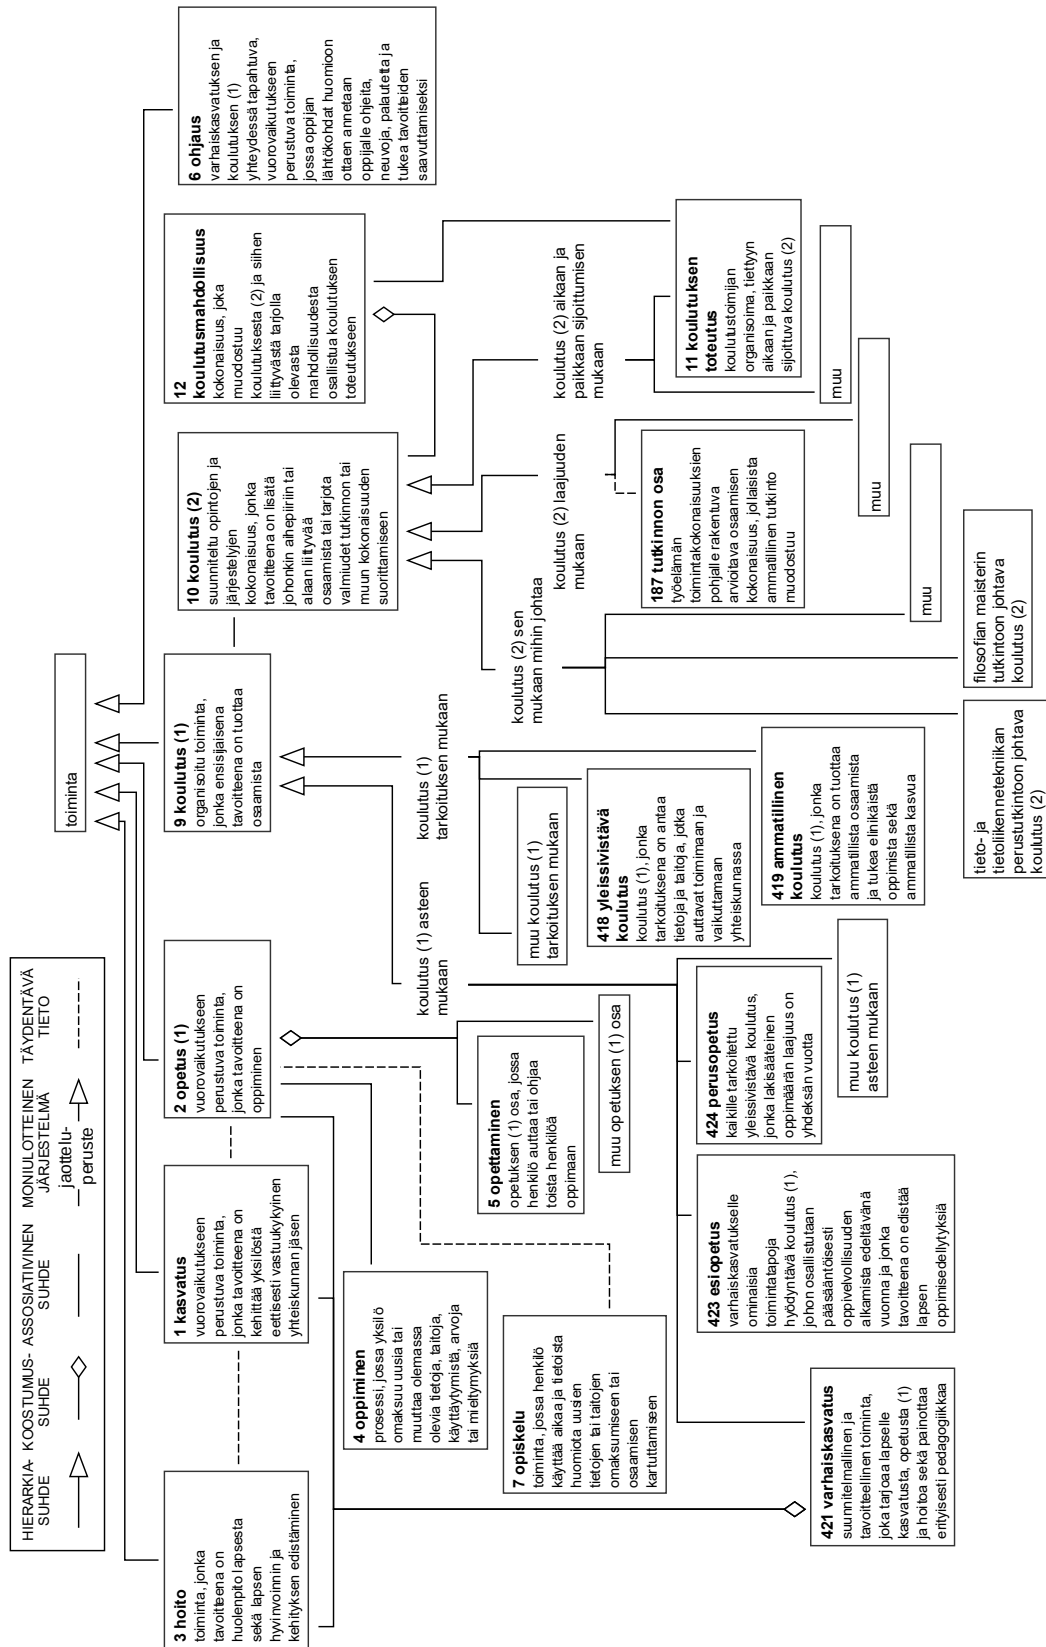 HIERARKIA-
SUHDE
KOOSTUMUS-
SUHDE
ASSOSIATIIVINEN
SUHDE
MONIULOTTEINEN
JÄRJESTELMÄ
jaottelu-
peruste
TÄYDENTÄVÄ
TIETO
toiminta
3 hoito
toiminta, jonka
tavoitteena on
huolenpito lapsesta
sekä lapsen
hyvinvoinnin ja
kehityksen edistäminen
1 kasvatus
vuorovaikutukseen
perustuva toiminta,
jonka tavoitteena on
kehittää yksilöstä
eettisesti vastuukykyinen
yhteiskunnan jäsen
2 opetus (1)
vuorovaikutukseen
perustuva toiminta,
jonka tavoitteena on
oppiminen
9 koulutus (1)
organisoitu toiminta,
jonka ensisijaisena
tavoitteena on tuottaa
osaamista
10 koulutus (2)
suunniteltu opintojen ja
järjestelyjen
kokonaisuus, jonka
tavoitteena on lisätä
johonkin aihepiiriin tai
alaan liittyvää
osaamista tai tarjota
valmiudet tutkinnon tai
muun kokonaisuuden
suorittamiseen
12
koulutusmahdollisuus
kokonaisuus, joka
muodostuu
koulutuksesta (2) ja siihen
liittyvästä tarjolla
olevasta
mahdollisuudesta
osallistua koulutuksen
toteutukseen
6 ohjaus
varhaiskasvatuksen ja
koulutuksen (1)
yhteydessä tapahtuva,
vuorovaikutukseen
perustuva toiminta,
jossa oppijan
lähtökohdat huomioon
ottaen annetaan
oppijalle ohjeita,
neuvoja, palautetta ja
tukea tavoitteiden
saavuttamiseksi
4 oppiminen
prosessi, jossa yksilö
omaksuu uusia tai
muuttaa olemassa
olevia tietoja, taitoja,
käyttäytymistä, arvoja
tai mieltymyksiä
5 opettaminen
opetuksen (1) osa, jossa
henkilö auttaa tai ohjaa
toista henkilöä
oppimaan
muu opetuksen (1) osa
7 opiskelu
toiminta, jossa henkilö
käyttää aikaa ja tietoista
huomiota uusien
tietojen tai taitojen
omaksumiseen tai
osaamisen
kartuttamiseen
koulutus (1) asteen
mukaan
koulutus (1)
tarkoituksen mukaan
koulutus (2) sen
mukaan mihin johtaa
koulutus (2) laajuuden
mukaan
koulutus (2) aikaan ja
paikkaan sijoittumisen
mukaan
muu koulutus (1)
tarkoituksen mukaan
418 yleissivistävä
koulutus
koulutus (1), jonka
tarkoituksena on antaa
tietoja ja taitoja, jotka
auttavat toimimaan ja
vaikuttamaan
yhteiskunnassa
419 ammatillinen
koulutus
koulutus (1), jonka
tarkoituksena on tuottaa
ammatillista osaamista
ja tukea elinikäistä
oppimista sekä
ammatillista kasvua
187 tutkinnon osa
työelämän
toimintakokonaisuuksien
pohjalle rakentuva
arvioitava osaamisen
kokonaisuus, jollaisista
ammatillinen tutkinto
muodostuu
11 koulutuksen
toteutus
koulutustoimijan
organisoima, tiettyyn
aikaan ja paikkaan
sijoittuva koulutus (2)
muu
muu
muu
421 varhaiskasvatus
suunnitelmallinen ja
tavoitteellinen toiminta,
joka tarjoaa lapselle
kasvatusta, opetusta (1)
ja hoitoa sekä painottaa
erityisesti pedagogiikkaa
423 esiopetus
varhaiskasvatukselle
ominaisia
toimintatapoja
hyödyntävä koulutus (1),
johon osallistutaan
pääsääntöisesti
oppivelvollisuuden
alkamista edeltävänä
vuonna ja jonka
tavoitteena on edistää
lapsen
oppimisedellytyksiä
424 perusopetus
kaikille tarkoitettu
yleissivistävä koulutus,
jonka lakisääteinen
oppimäärän laajuus on
yhdeksän vuotta
muu koulutus (1)
asteen mukaan
tieto- ja
tietoliikennetekniikan
perustutkintoon johtava
koulutus (2)
filosofian maisterin
tutkintoon johtava
koulutus (2)